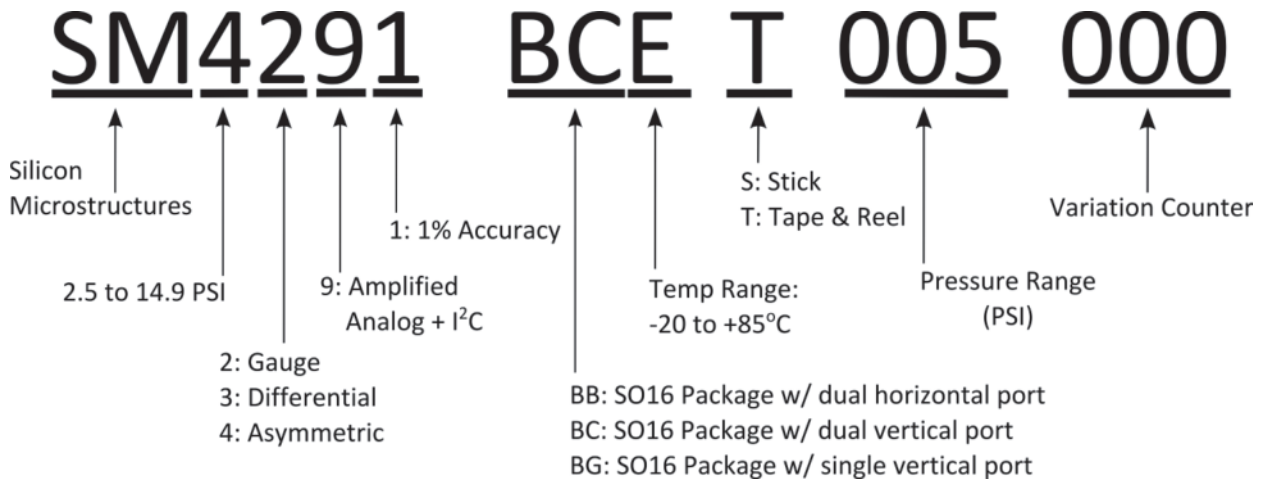 SM4291 BCE T 005 000
Silicon
Microstructures
2.5 to 14.9 PSI
2: Gauge
3: Differential
4: Asymmetric
9: Amplified
Analog + I²C
1: 1% Accuracy
BB: SO16 Package w/ dual horizontal port
BC: SO16 Package w/ dual vertical port
BG: SO16 Package w/ single vertical port
Temp Range:
-20 to +85°C
S: Stick
T: Tape & Reel
Pressure Range
(PSI)
Variation Counter